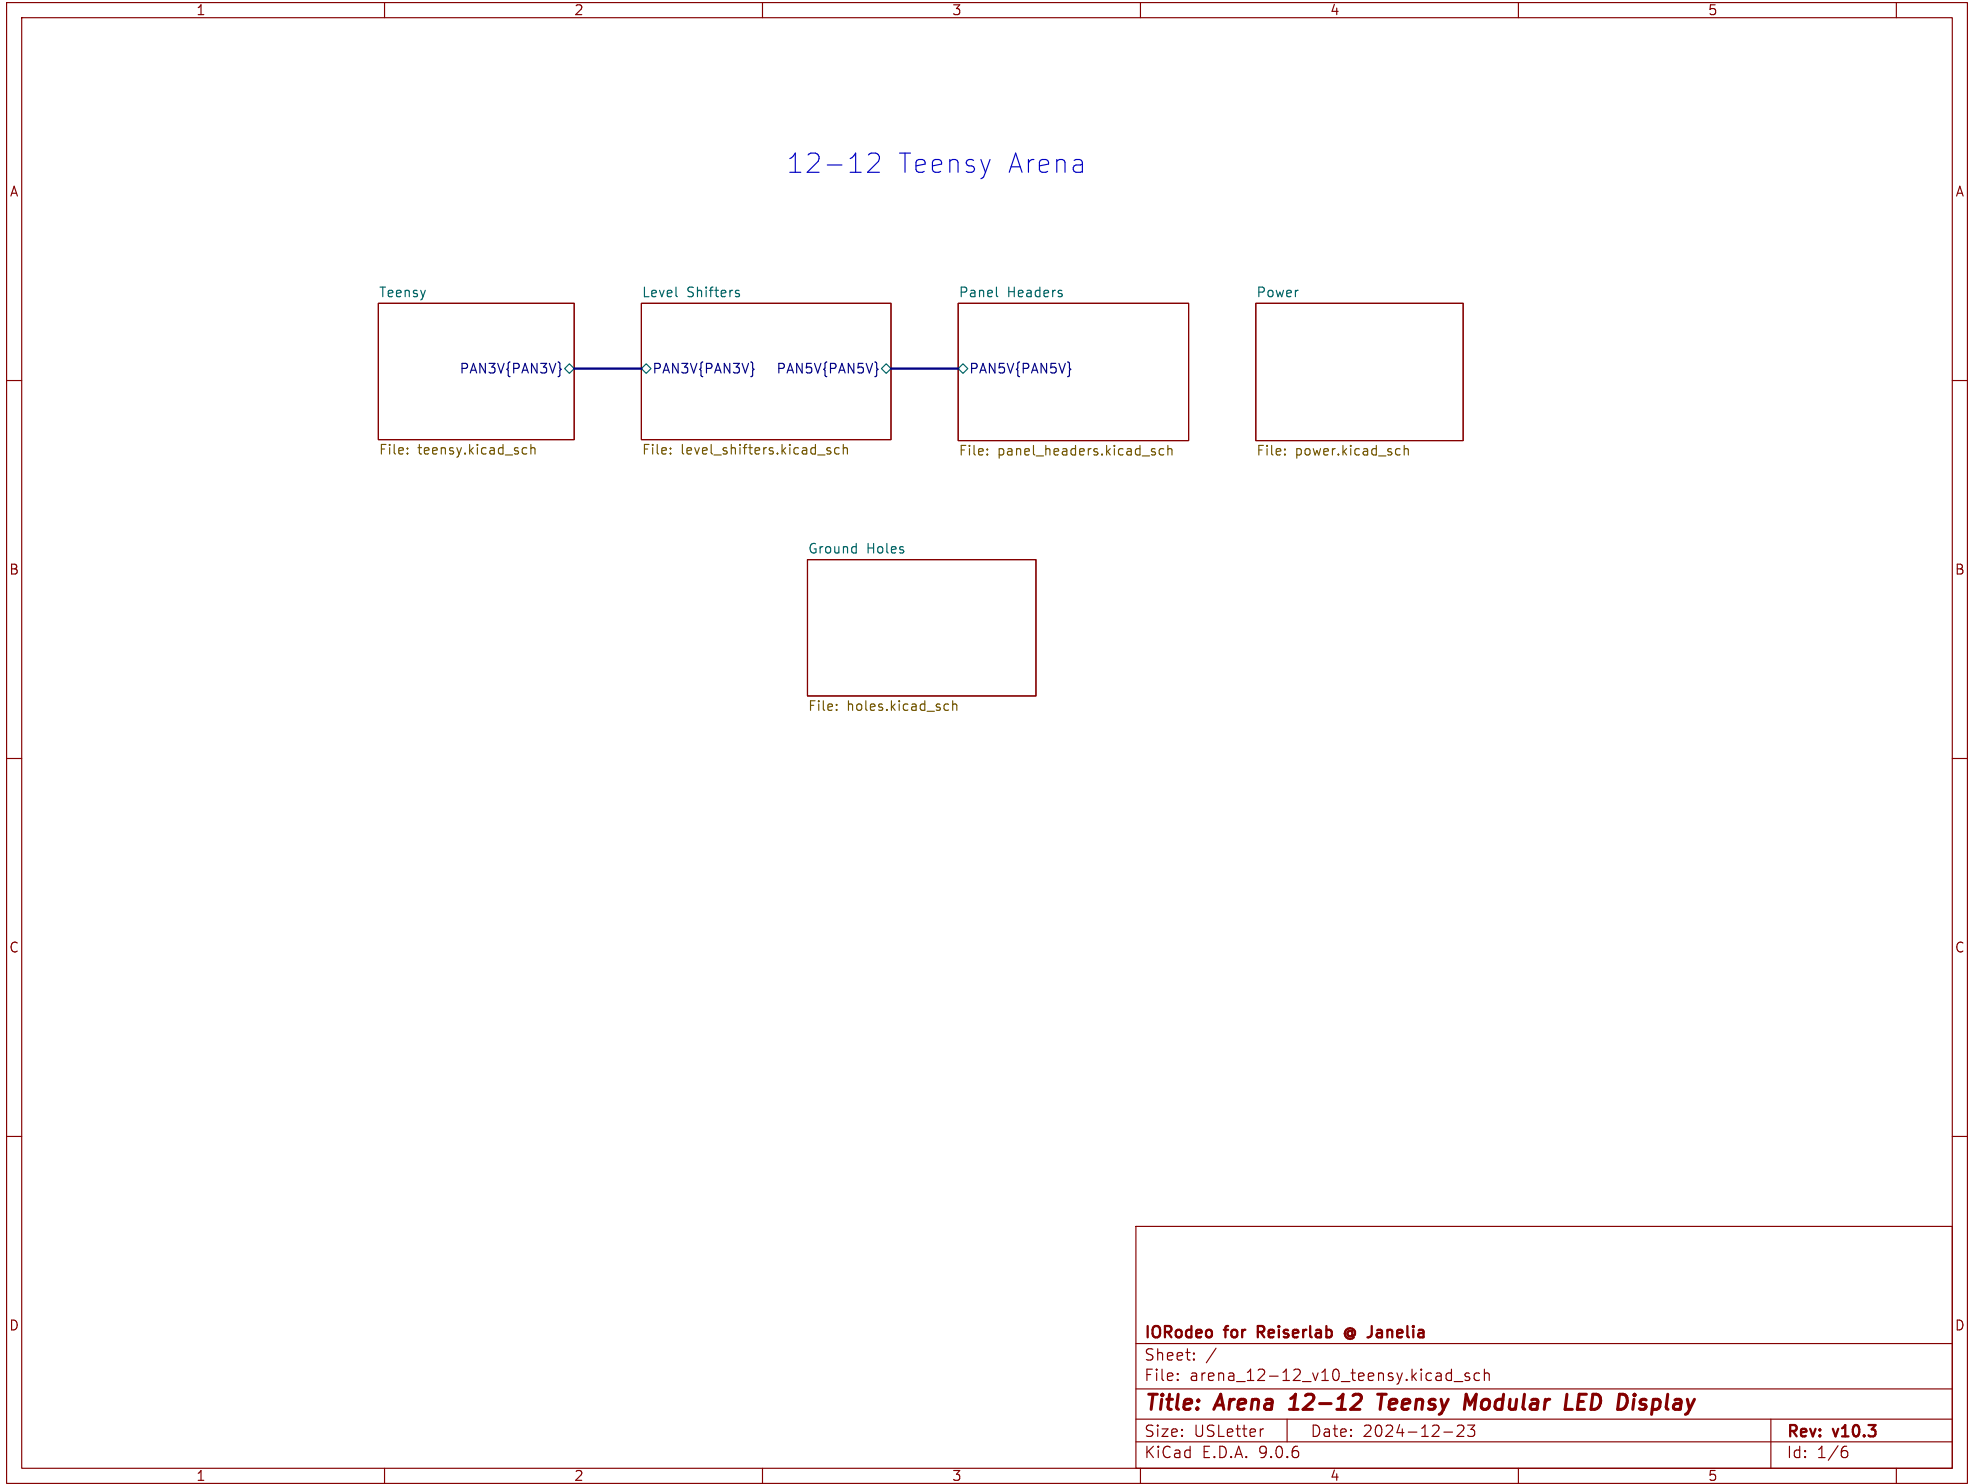 1 2 3 4 5
12-12 Teensy Arena
A A
Teensy Level Shifters Panel Headers Power
PAN3V{PAN3V} PAN3V{PAN3V} PAN5V{PAN5V} PAN5V{PAN5V}
File: teensy.kicad_sch File: level_shifters.kicad_sch File: panel_headers.kicad_sch File: power.kicad_sch
Ground Holes
B B
File: holes.kicad_sch
C C
D D
IORodeo for Reiserlab @ Janelia
Sheet: /
File: arena_12-12_v10_teensy.kicad_sch
Title: Arena 12-12 Teensy Modular LED Display
Size: USLetter Date: 2024-12-23 Rev: v10.3
KiCad E.D.A. 9.0.6 Id: 1/6
1 2 3 4 5